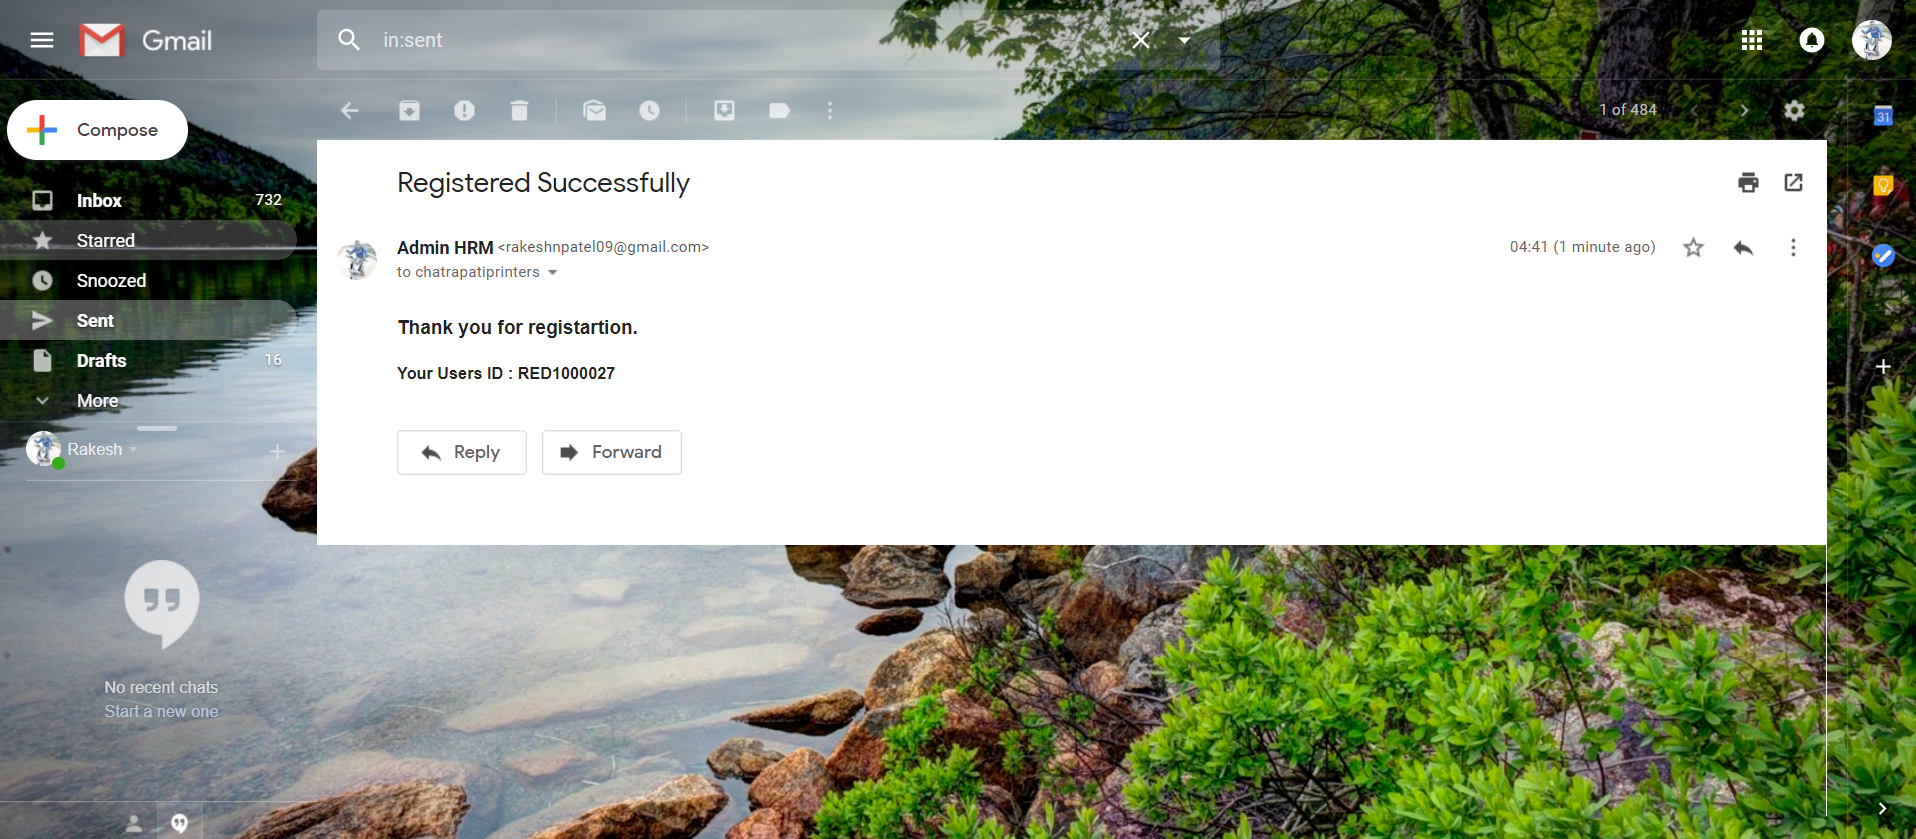 Gmail
in:sent
Compose
1 of 484
31
Inbox 732
Starred
Snoozed
Sent
Drafts 16
More
Rakesh
No recent chats
Start a new one
Registered Successfully
Admin HRM <rakeshnpatel09@gmail.com> 04:41 (1 minute ago)
to chatrapatiprinters
Thank you for registartion.
Your Users ID : RED1000027
Reply Forward